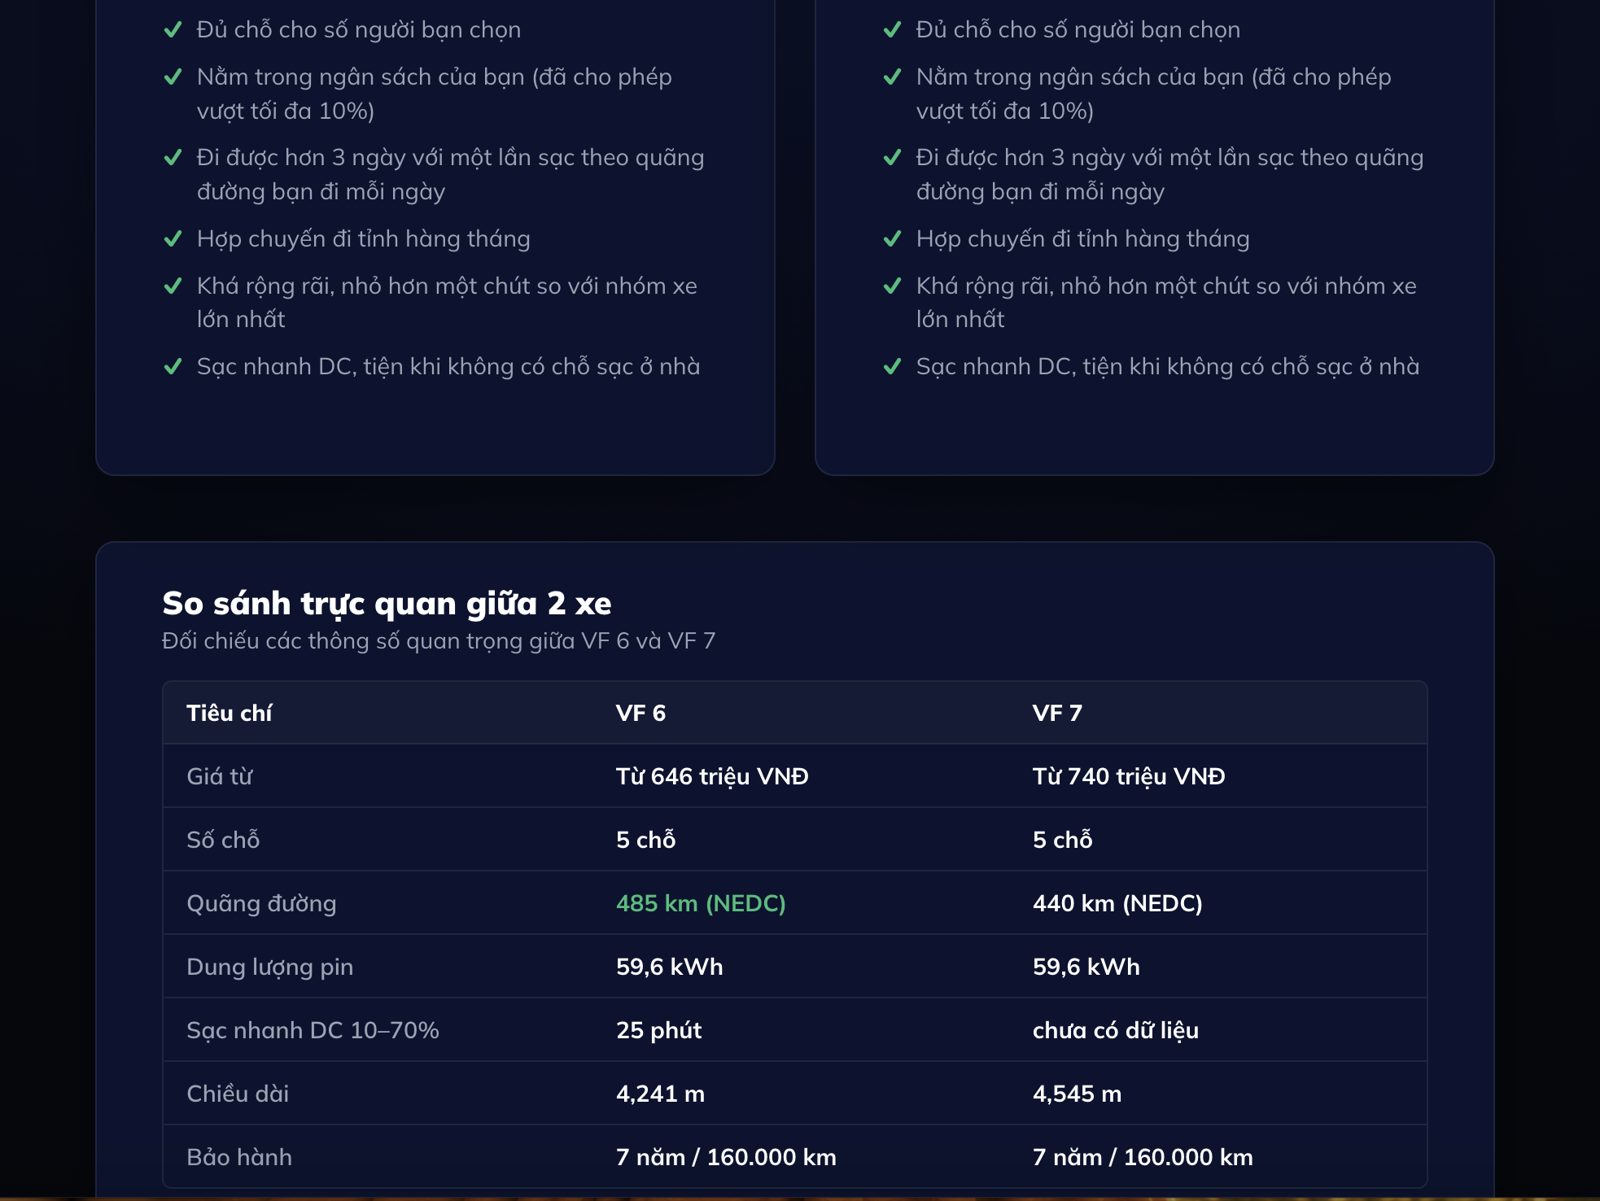 Đủ chỗ cho số người bạn chọn
Nằm trong ngân sách của bạn (đã cho phép
vượt tối đa 10%)
Đi được hơn 3 ngày với một lần sạc theo quãng
đường bạn đi mỗi ngày
Hợp chuyến đi tỉnh hàng tháng
Khá rộng rãi, nhỏ hơn một chút so với nhóm xe
lớn nhất
Sạc nhanh DC, tiện khi không có chỗ sạc ở nhà
Đủ chỗ cho số người bạn chọn
Nằm trong ngân sách của bạn (đã cho phép
vượt tối đa 10%)
Đi được hơn 3 ngày với một lần sạc theo quãng
đường bạn đi mỗi ngày
Hợp chuyến đi tỉnh hàng tháng
Khá rộng rãi, nhỏ hơn một chút so với nhóm xe
lớn nhất
Sạc nhanh DC, tiện khi không có chỗ sạc ở nhà
So sánh trực quan giữa 2 xe
Đối chiếu các thông số quan trọng giữa VF 6 và VF 7
Tiêu chí VF 6 VF 7
Giá từ Từ 646 triệu VNĐ Từ 740 triệu VNĐ
Số chỗ 5 chỗ 5 chỗ
Quãng đường 485 km (NEDC) 440 km (NEDC)
Dung lượng pin 59,6 kWh 59,6 kWh
Sạc nhanh DC 10–70% 25 phút chưa có dữ liệu
Chiều dài 4,241 m 4,545 m
Bảo hành 7 năm / 160.000 km 7 năm / 160.000 km